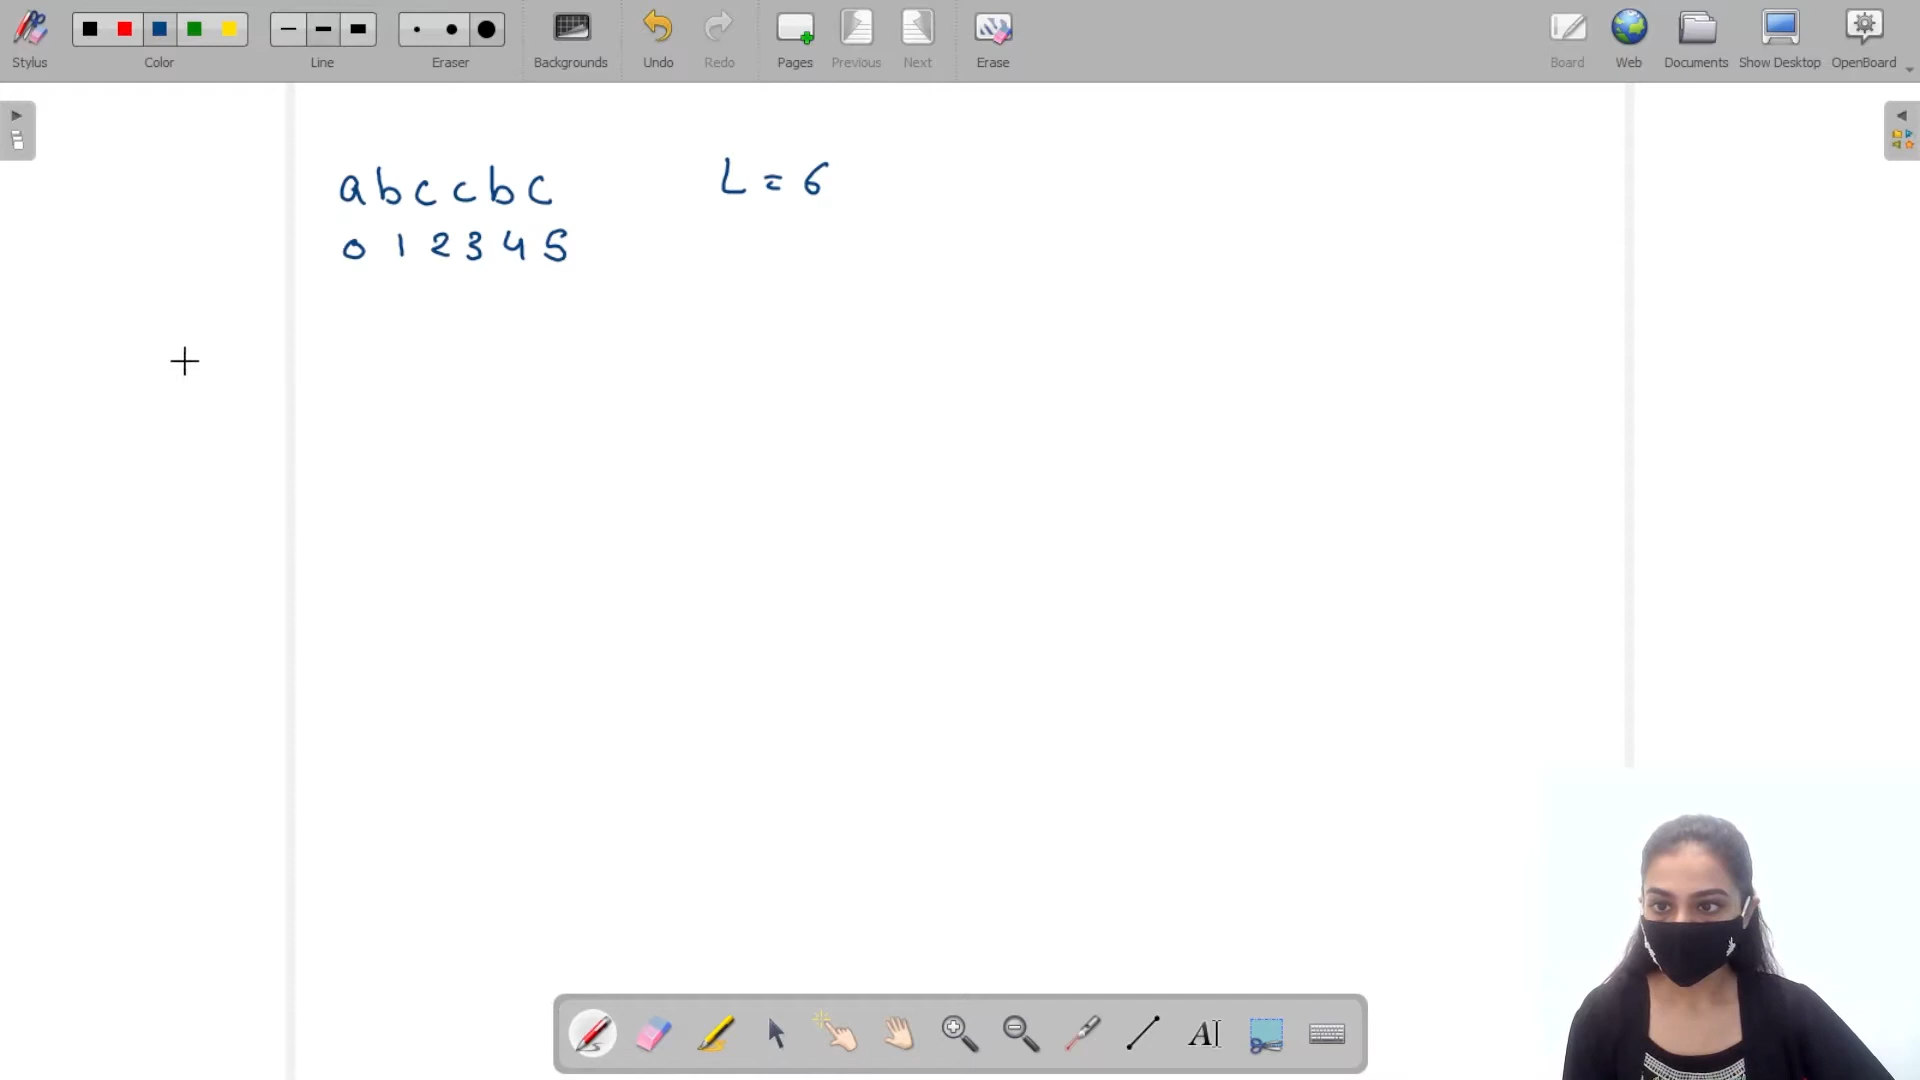 Stylus Color Line Eraser Backgrounds Undo Redo Pages Previous Next Erase Board Web Documents Show Desktop OpenBoard
abccbc L = 6
0 1 2 3 4 5
A